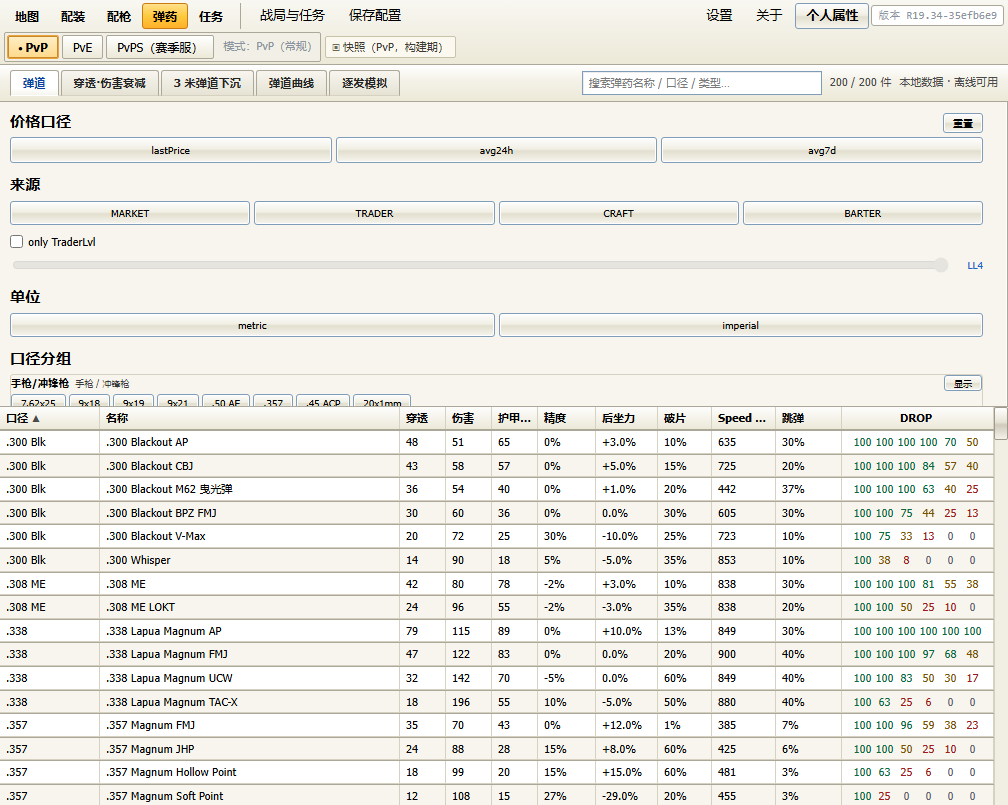 地图 配装 配枪 弹药 任务 战局与任务 保存配置 设置 关于 个人属性 版本 R19.34-35efb6e9
• PvP PvE PvPS（赛季服） 模式: PvP（常规） 快照（PvP，构建期）
弹道 穿透·伤害衰减 3 米弹道下沉 弹道曲线 逐发模拟 搜索弹药名称 / 口径 / 类型... 200 / 200 件 本地数据 · 离线可用
价格口径 重置
lastPrice avg24h avg7d
来源
MARKET TRADER CRAFT BARTER
only TraderLvl
LL4
单位
metric imperial
口径分组
手枪/冲锋枪 手枪 / 冲锋枪 显示
7.62x25 9x18 9x19 9x21 .50 AE .357 .45 ACP 20x1mm
口径▲ 名称 穿透 伤害 护甲... 精度 后坐力 破片 Speed ... 跳弹 DROP
.300 Blk .300 Blackout AP 48 51 65 0% +3.0% 10% 635 30% 100 100 100 100 70 50
.300 Blk .300 Blackout CBJ 43 58 57 0% +5.0% 15% 725 20% 100 100 100 84 57 40
.300 Blk .300 Blackout M62 曳光弹 36 54 40 0% +1.0% 20% 442 37% 100 100 100 63 40 25
.300 Blk .300 Blackout BPZ FMJ 30 60 36 0% 0.0% 30% 605 30% 100 100 75 44 25 13
.300 Blk .300 Blackout V-Max 20 72 25 30% -10.0% 25% 723 10% 100 75 33 13 0 0
.300 Blk .300 Whisper 14 90 18 5% -5.0% 35% 853 10% 100 38 8 0 0 0
.308 ME .308 ME 42 80 78 -2% +3.0% 10% 838 30% 100 100 100 81 55 38
.308 ME .308 ME LOKT 24 96 55 -2% -3.0% 35% 838 20% 100 100 50 25 10 0
.338 .338 Lapua Magnum AP 79 115 89 0% +10.0% 13% 849 30% 100 100 100 100 100 100
.338 .338 Lapua Magnum FMJ 47 122 83 0% 0.0% 20% 900 40% 100 100 100 97 68 48
.338 .338 Lapua Magnum UCW 32 142 70 -5% 0.0% 60% 849 40% 100 100 83 50 30 17
.338 .338 Lapua Magnum TAC-X 18 196 55 10% -5.0% 50% 880 40% 100 63 25 6 0 0
.357 .357 Magnum FMJ 35 70 43 0% +12.0% 1% 385 7% 100 100 96 59 38 23
.357 .357 Magnum JHP 24 88 28 15% +8.0% 60% 425 6% 100 100 50 25 10 0
.357 .357 Magnum Hollow Point 18 99 20 15% +15.0% 60% 481 3% 100 63 25 6 0 0
.357 .357 Magnum Soft Point 12 108 15 27% -29.0% 20% 455 3% 100 25 0 0 0 0